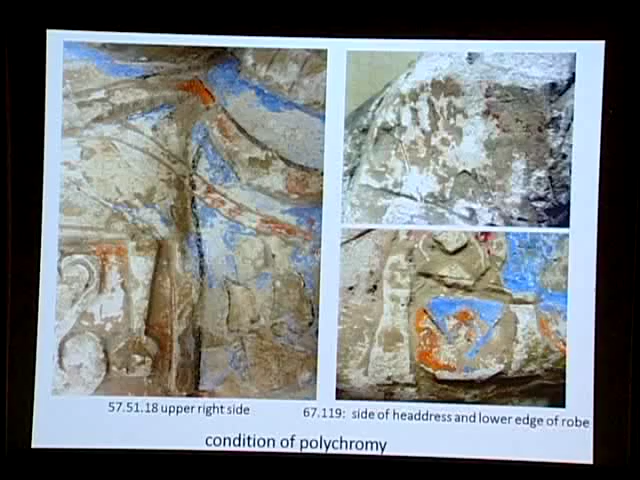 57.51.18 upper right side
67.119: side of headdress and lower edge of robe
condition of polychromy